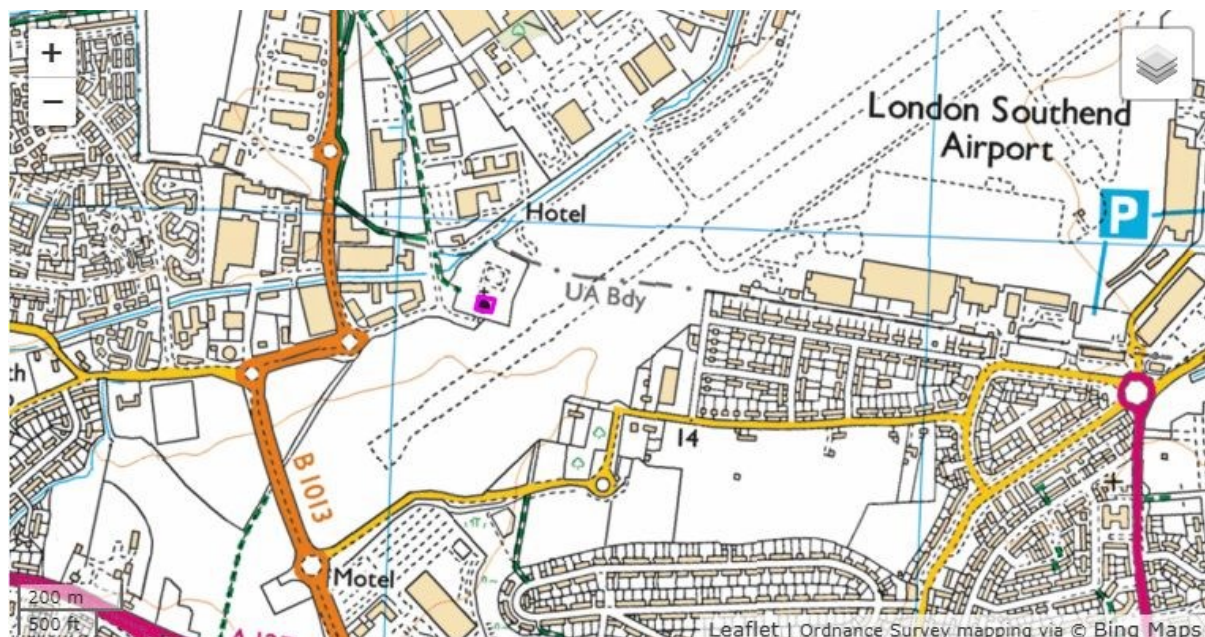 +
−
London Southend
Airport
P
Hotel
UA Bdy
14
B 1013
Motel
200 m
500 ft
Leaflet | Ordnance Survey mapping via © Bing Maps